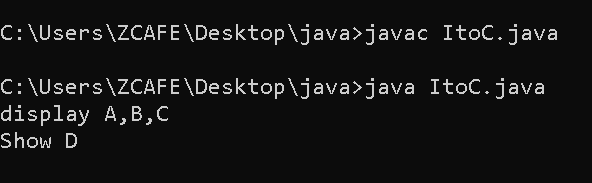 C:\Users\ZCAFE\Desktop\java>javac ItoC.java
C:\Users\ZCAFE\Desktop\java>java ItoC.java
display A,B,C
Show D